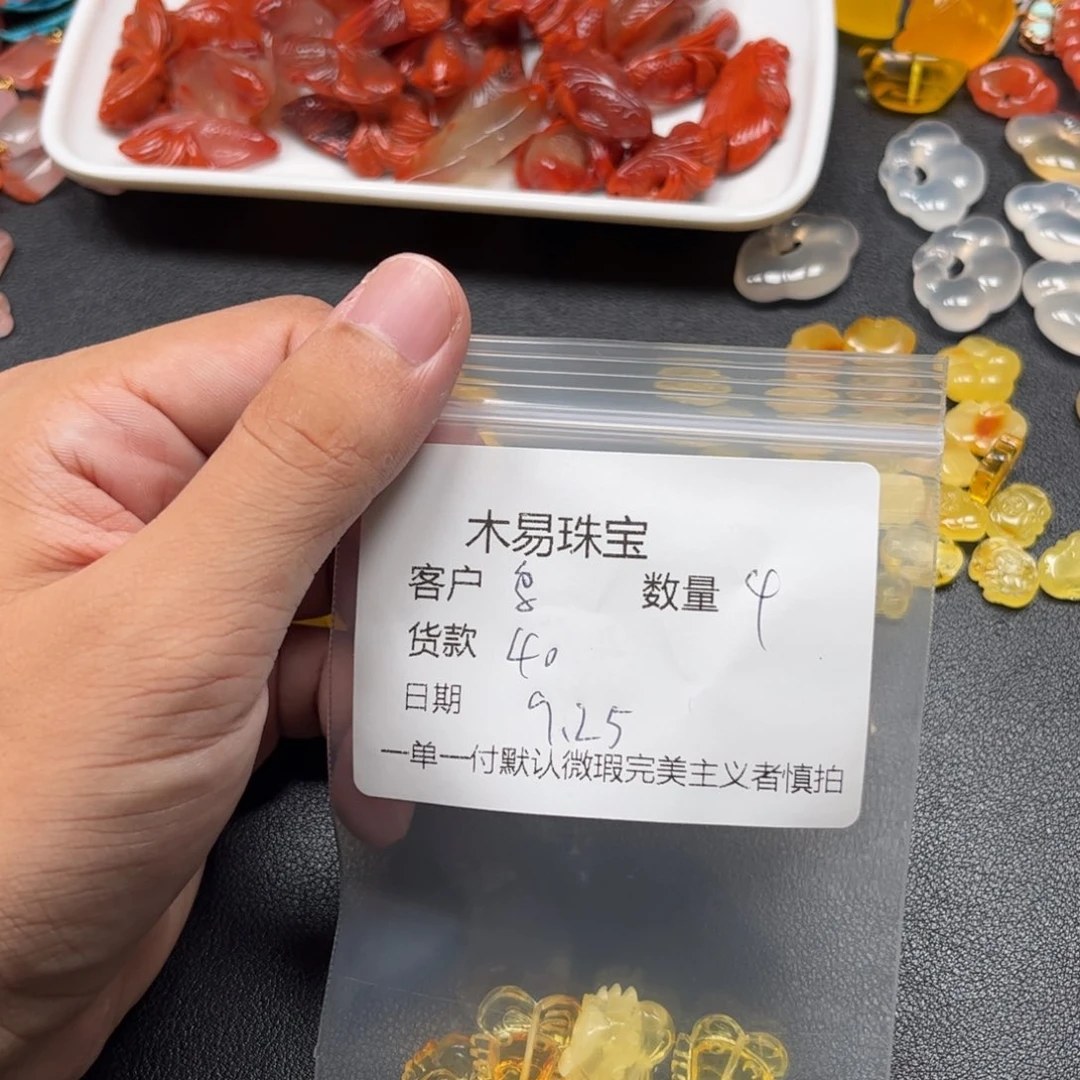 木易珠宝
客户 数量 4
货款 40
日期 9.25
一单一付默认微瑕完美主义者慎拍